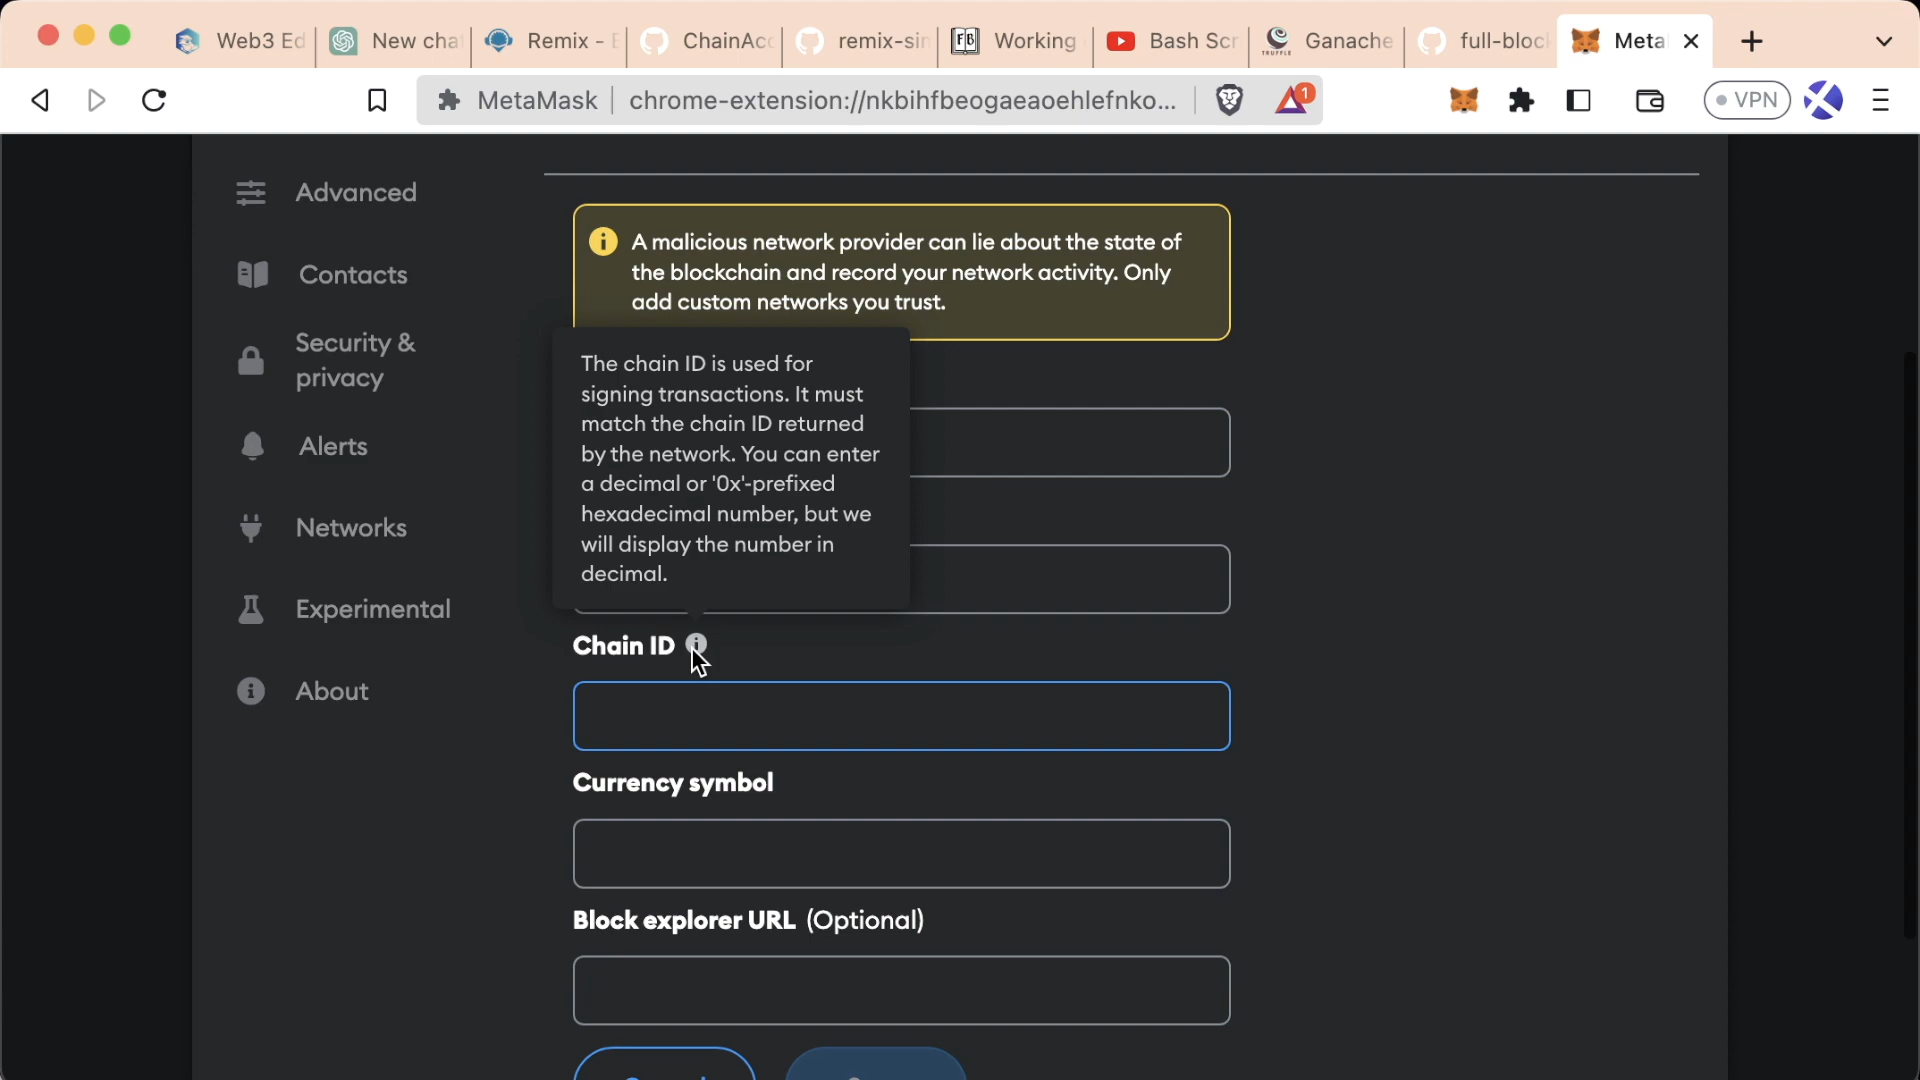 Web3 Ed
New cha
Remix - E
ChainAcc
remix-sin
Working
Bash Scr
Ganache
full-bloc
Meta
MetaMask
chrome-extension://nkbihfbeogaeaoehlefnko...
1
VPN
Advanced
Contacts
Security &
privacy
Alerts
Networks
Experimental
About
A malicious network provider can lie about the state of
the blockchain and record your network activity. Only
add custom networks you trust.
The chain ID is used for
signing transactions. It must
match the chain ID returned
by the network. You can enter
a decimal or '0x'-prefixed
hexadecimal number, but we
will display the number in
decimal.
Chain ID
Currency symbol
Block explorer URL (Optional)